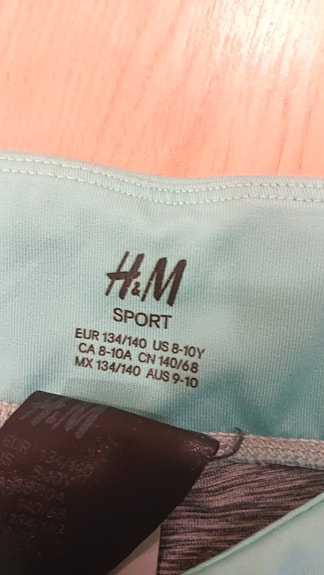 H&M
SPORT
EUR 134/140 US 8-10Y
CA 8-10A CN 140/68
MX 134/140 AUS 9-10
H&M